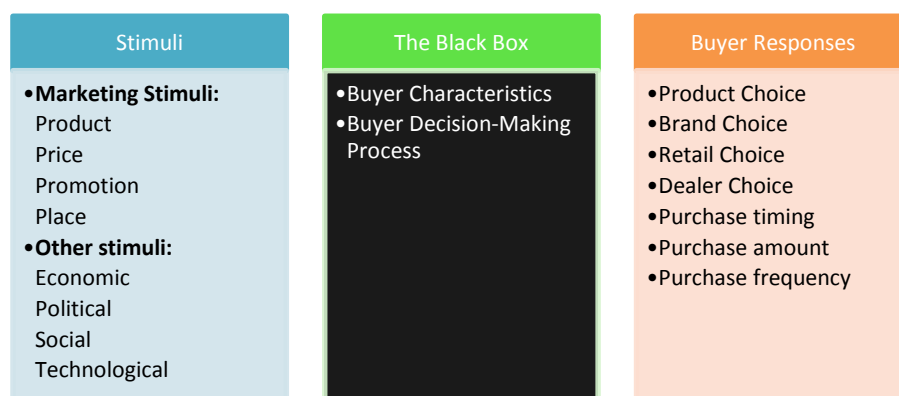 Stimuli
•Marketing Stimuli:
Product
Price
Promotion
Place
•Other stimuli:
Economic
Political
Social
Technological
The Black Box
•Buyer Characteristics
•Buyer Decision-Making
Process
Buyer Responses
•Product Choice
•Brand Choice
•Retail Choice
•Dealer Choice
•Purchase timing
•Purchase amount
•Purchase frequency